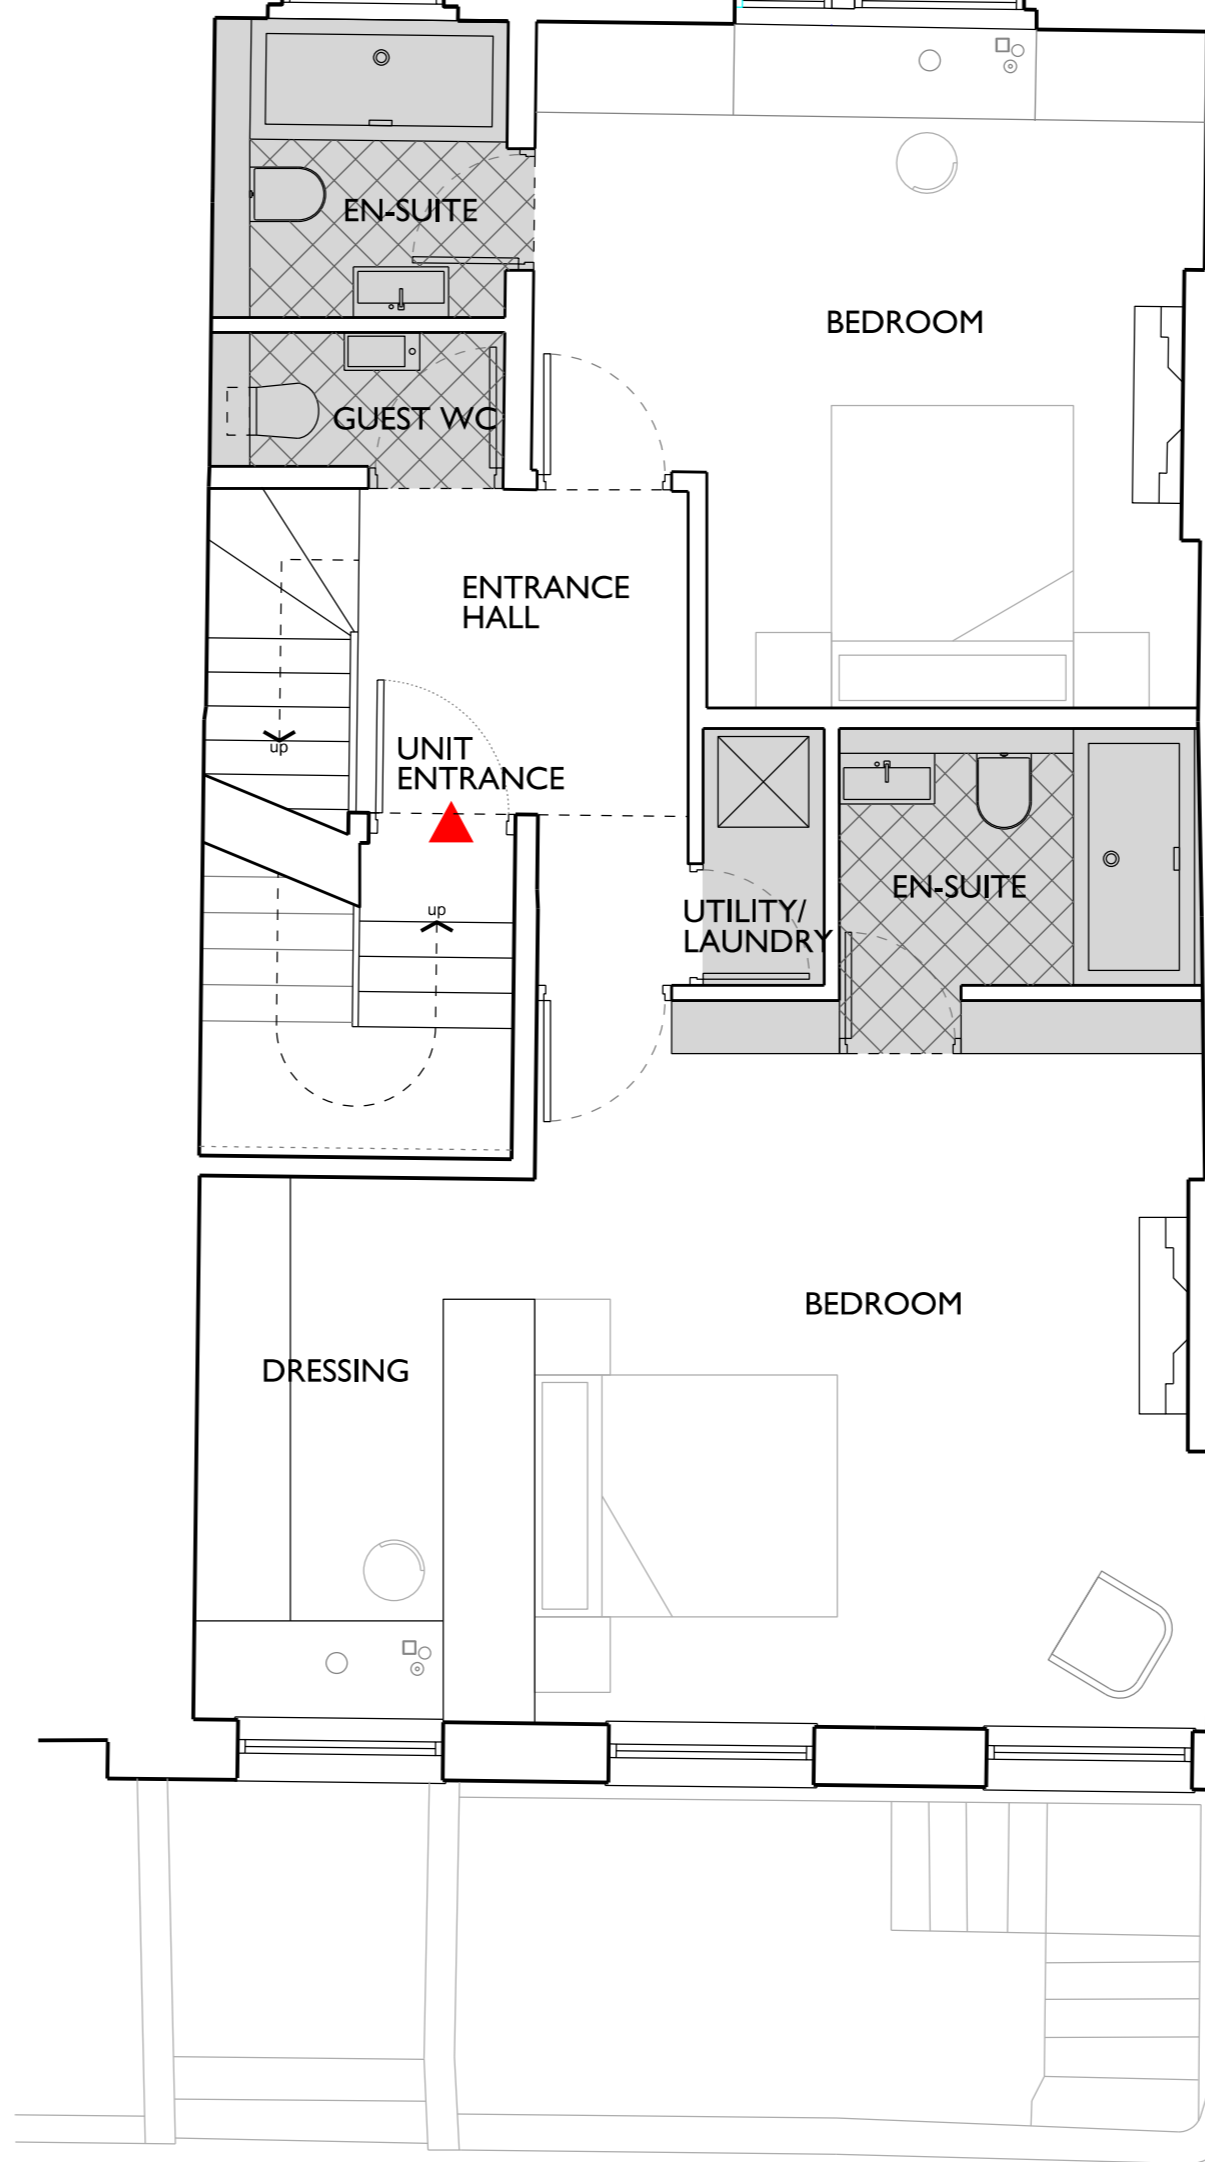 EN-SUITE
BEDROOM
GUEST WC
ENTRANCE
HALL
up
UNIT
ENTRANCE
up
EN-SUITE
UTILITY/
LAUNDRY
BEDROOM
DRESSING